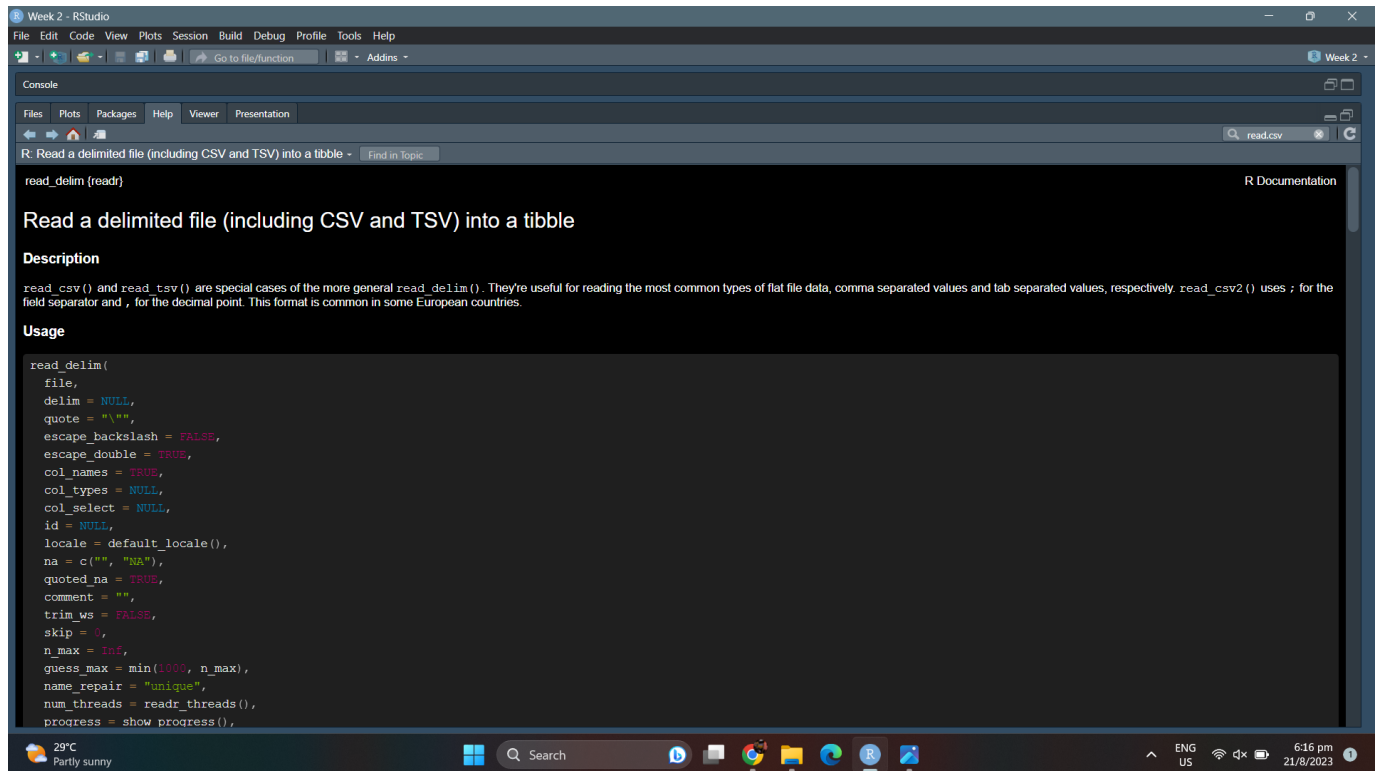 Week 2 - RStudio
File Edit Code View Plots Session Build Debug Profile Tools Help
Go to file/function Addins Week 2
Console
Files Plots Packages Help Viewer Presentation
read.csv
R: Read a delimited file (including CSV and TSV) into a tibble Find in Topic
read_delim {readr} R Documentation
Read a delimited file (including CSV and TSV) into a tibble
Description
read_csv() and read_tsv() are special cases of the more general read_delim(). They're useful for reading the most common types of flat file data, comma separated values and tab separated values, respectively. read_csv2() uses ; for the
field separator and , for the decimal point. This format is common in some European countries.
Usage
read_delim(
file,
delim = NULL,
quote = "\"",
escape_backslash = FALSE,
escape_double = TRUE,
col_names = TRUE,
col_types = NULL,
col_select = NULL,
id = NULL,
locale = default_locale(),
na = c("", "NA"),
quoted_na = TRUE,
comment = "",
trim_ws = FALSE,
skip = 0,
n_max = Inf,
guess_max = min(1000, n_max),
name_repair = "unique",
num_threads = readr_threads(),
progress = show_progress(),
29°C
Partly sunny
Search
ENG
US
6:16 pm
21/8/2023
1